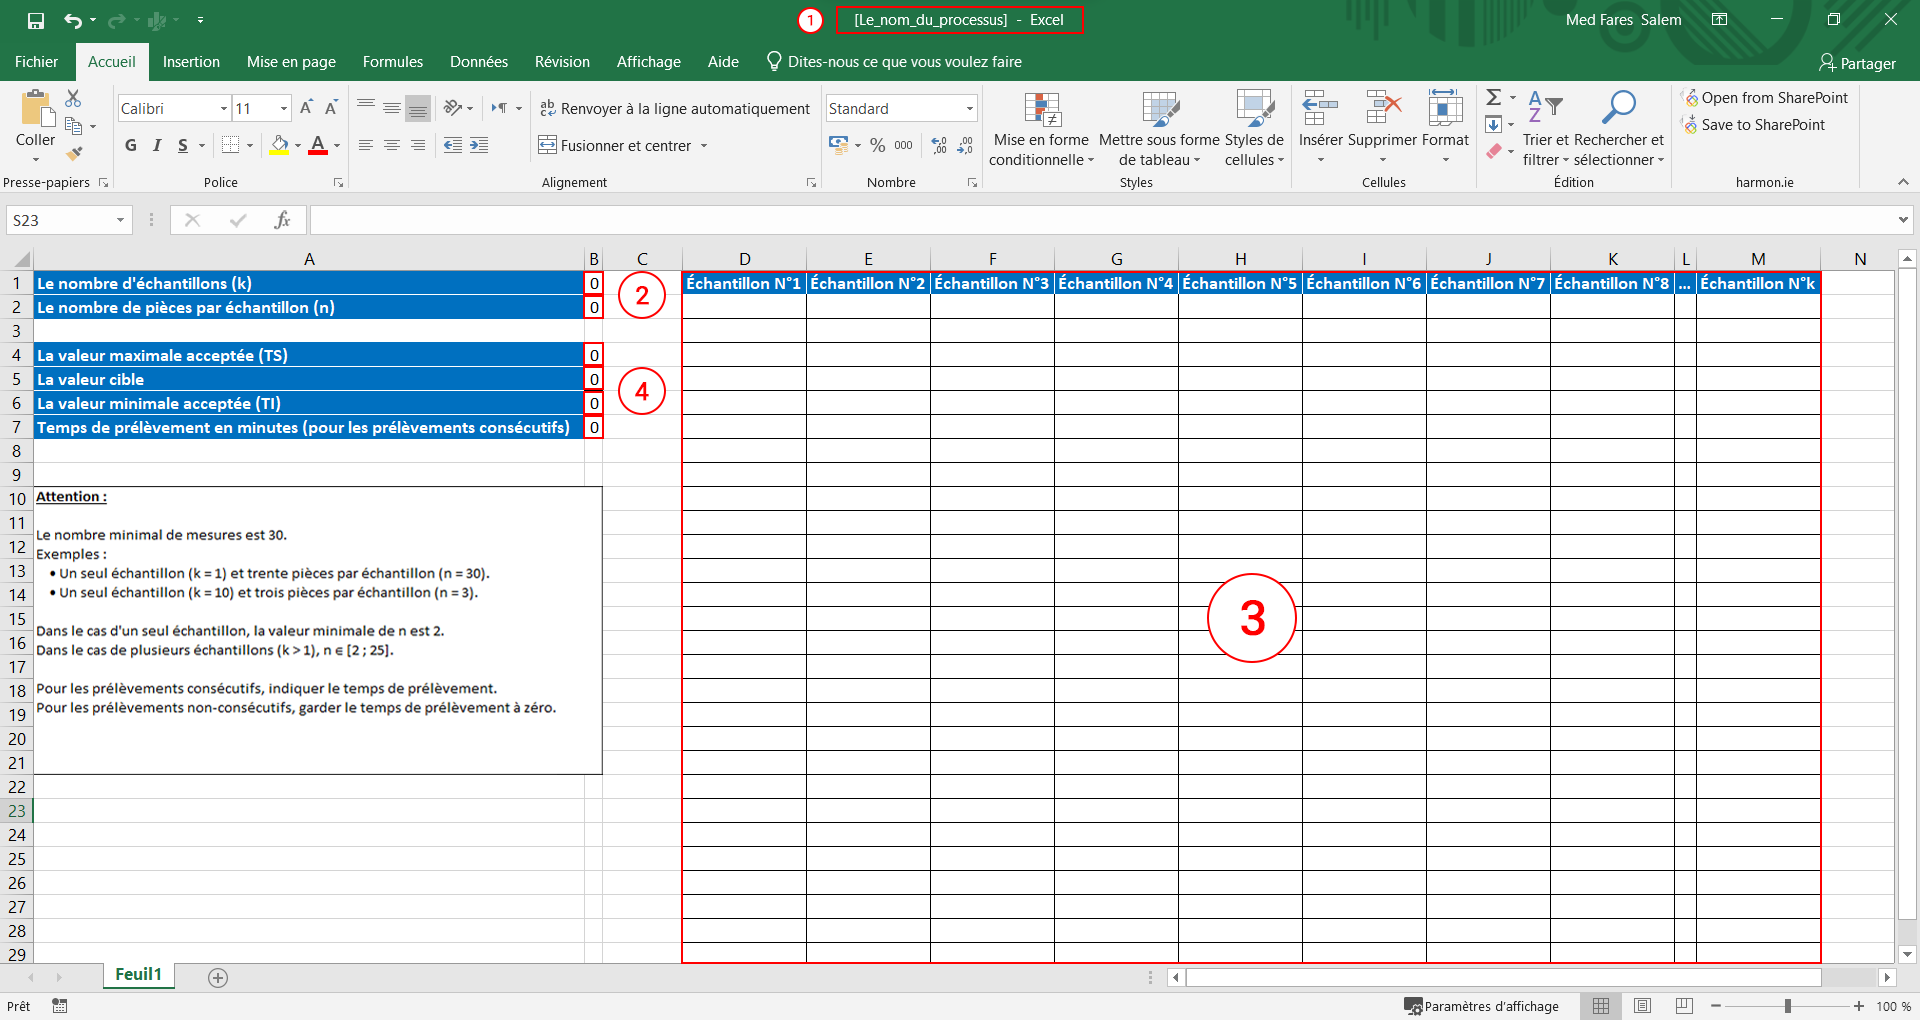 1 [Le_nom_du_processus] - Excel
Med Fares Salem
Fichier Accueil Insertion Mise en page Formules Données Révision Affichage Aide Dites-nous ce que vous voulez faire Partager
Coller
Presse-papiers
Calibri 11
G I S A
Police
Renvoyer à la ligne automatiquement
Fusionner et centrer
Alignement
Standard
% 000
Nombre
Mise en forme conditionnelle
Mettre sous forme de tableau
Styles de cellules
Styles
Insérer Supprimer Format
Cellules
Trier et filtrer
Rechercher et sélectionner
Édition
Open from SharePoint
Save to SharePoint
harmon.ie
S23 fx
A B C D E F G H I J K L M N
1 Le nombre d'échantillons (k) 0 Échantillon N°1 Échantillon N°2 Échantillon N°3 Échantillon N°4 Échantillon N°5 Échantillon N°6 Échantillon N°7 Échantillon N°8 ... Échantillon N°k
2
2 Le nombre de pièces par échantillon (n) 0
3
4 La valeur maximale acceptée (TS) 0
5 La valeur cible 0
4
6 La valeur minimale acceptée (TI) 0
7 Temps de prélèvement en minutes (pour les prélèvements consécutifs) 0
8
9
10
11
12
13
14
15
16
17
18
19
20
21
22
23
24
25
26
27
28
29
Attention :
Le nombre minimal de mesures est 30.
Exemples :
• Un seul échantillon (k = 1) et trente pièces par échantillon (n = 30).
• Un seul échantillon (k = 10) et trois pièces par échantillon (n = 3).
Dans le cas d'un seul échantillon, la valeur minimale de n est 2.
Dans le cas de plusieurs échantillons (k > 1), n ∈ [2 ; 25].
Pour les prélèvements consécutifs, indiquer le temps de prélèvement.
Pour les prélèvements non-consécutifs, garder le temps de prélèvement à zéro.
3
Feuil1
Prêt
Paramètres d'affichage
100 %